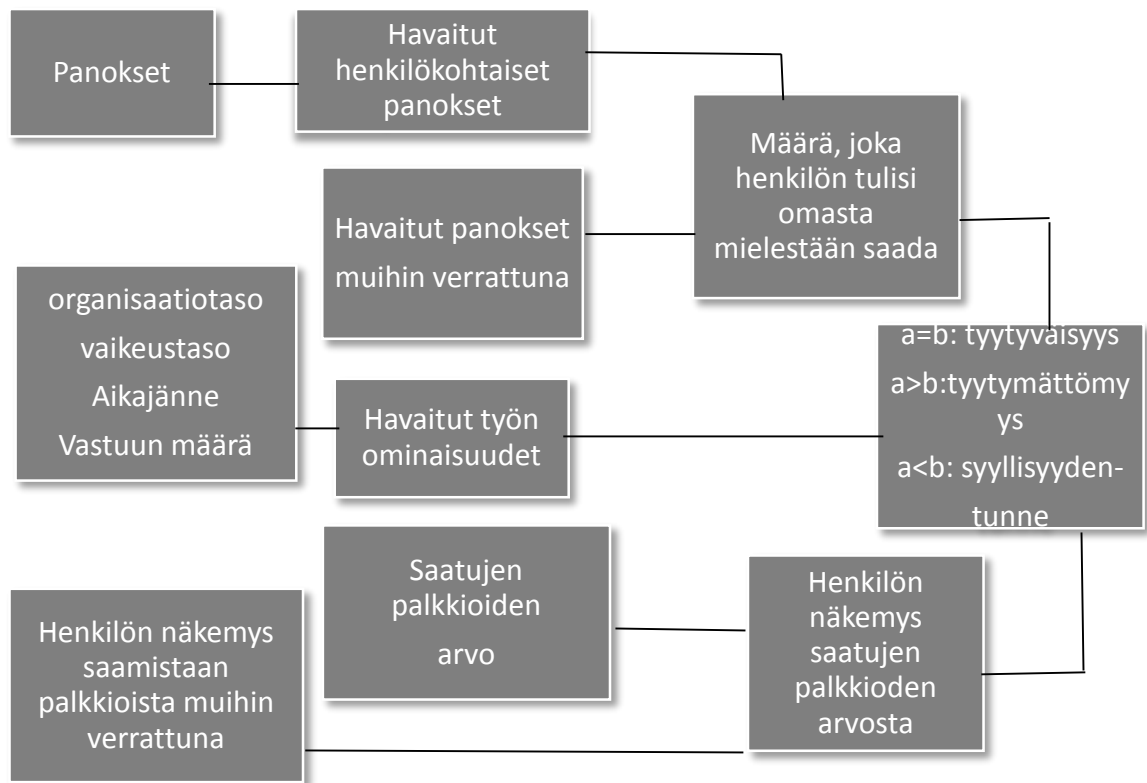 Panokset
Havaitut
henkilökohtaiset
panokset
Määrä, joka
henkilön tulisi
omasta
mielestään saada
Havaitut panokset
muihin verrattuna
organisaatiotaso
vaikeustaso
Aikajänne
Vastuun määrä
Havaitut työn
ominaisuudet
a=b: tyytyväisyys
a>b:tyytymättömy
ys
a<b: syyllisyyden-
tunne
Saatujen
palkkioiden
arvo
Henkilön
näkemys
saatujen
palkkioden
arvosta
Henkilön näkemys
saamistaan
palkkioista muihin
verrattuna